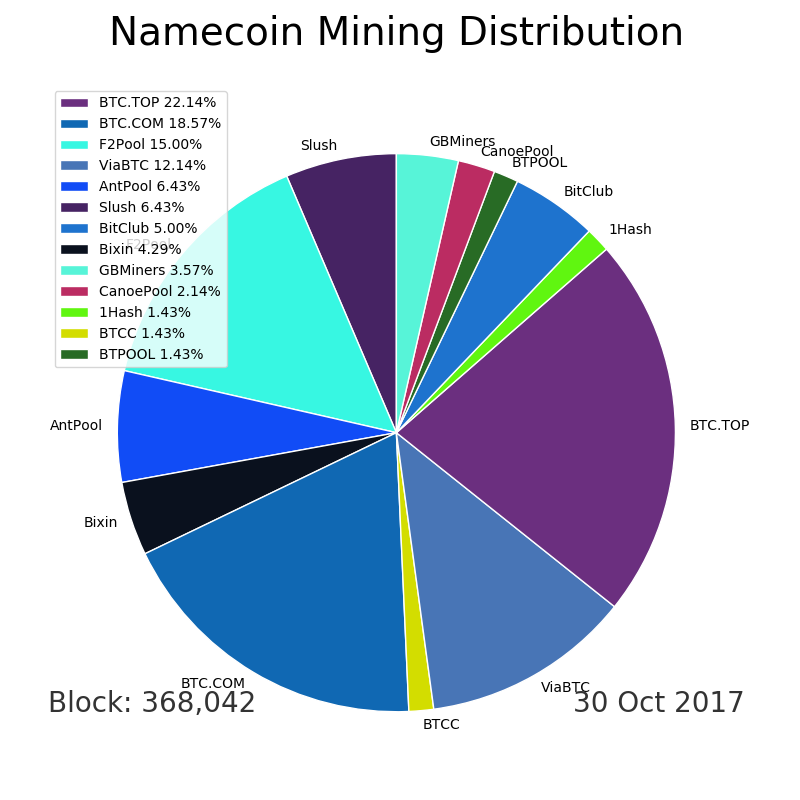 Namecoin Mining Distribution
BTC.TOP 22.14%
BTC.COM 18.57%
F2Pool 15.00%
ViaBTC 12.14%
AntPool 6.43%
Slush 6.43%
BitClub 5.00%
Bixin 4.29%
GBMiners 3.57%
CanoePool 2.14%
1Hash 1.43%
BTCC 1.43%
BTPOOL 1.43%
Slush
GBMiners
CanoePool
BTPOOL
BitClub
1Hash
F2Pool
BTC.TOP
AntPool
Bixin
BTC.COM
ViaBTC
BTCC
Block: 368,042
30 Oct 2017